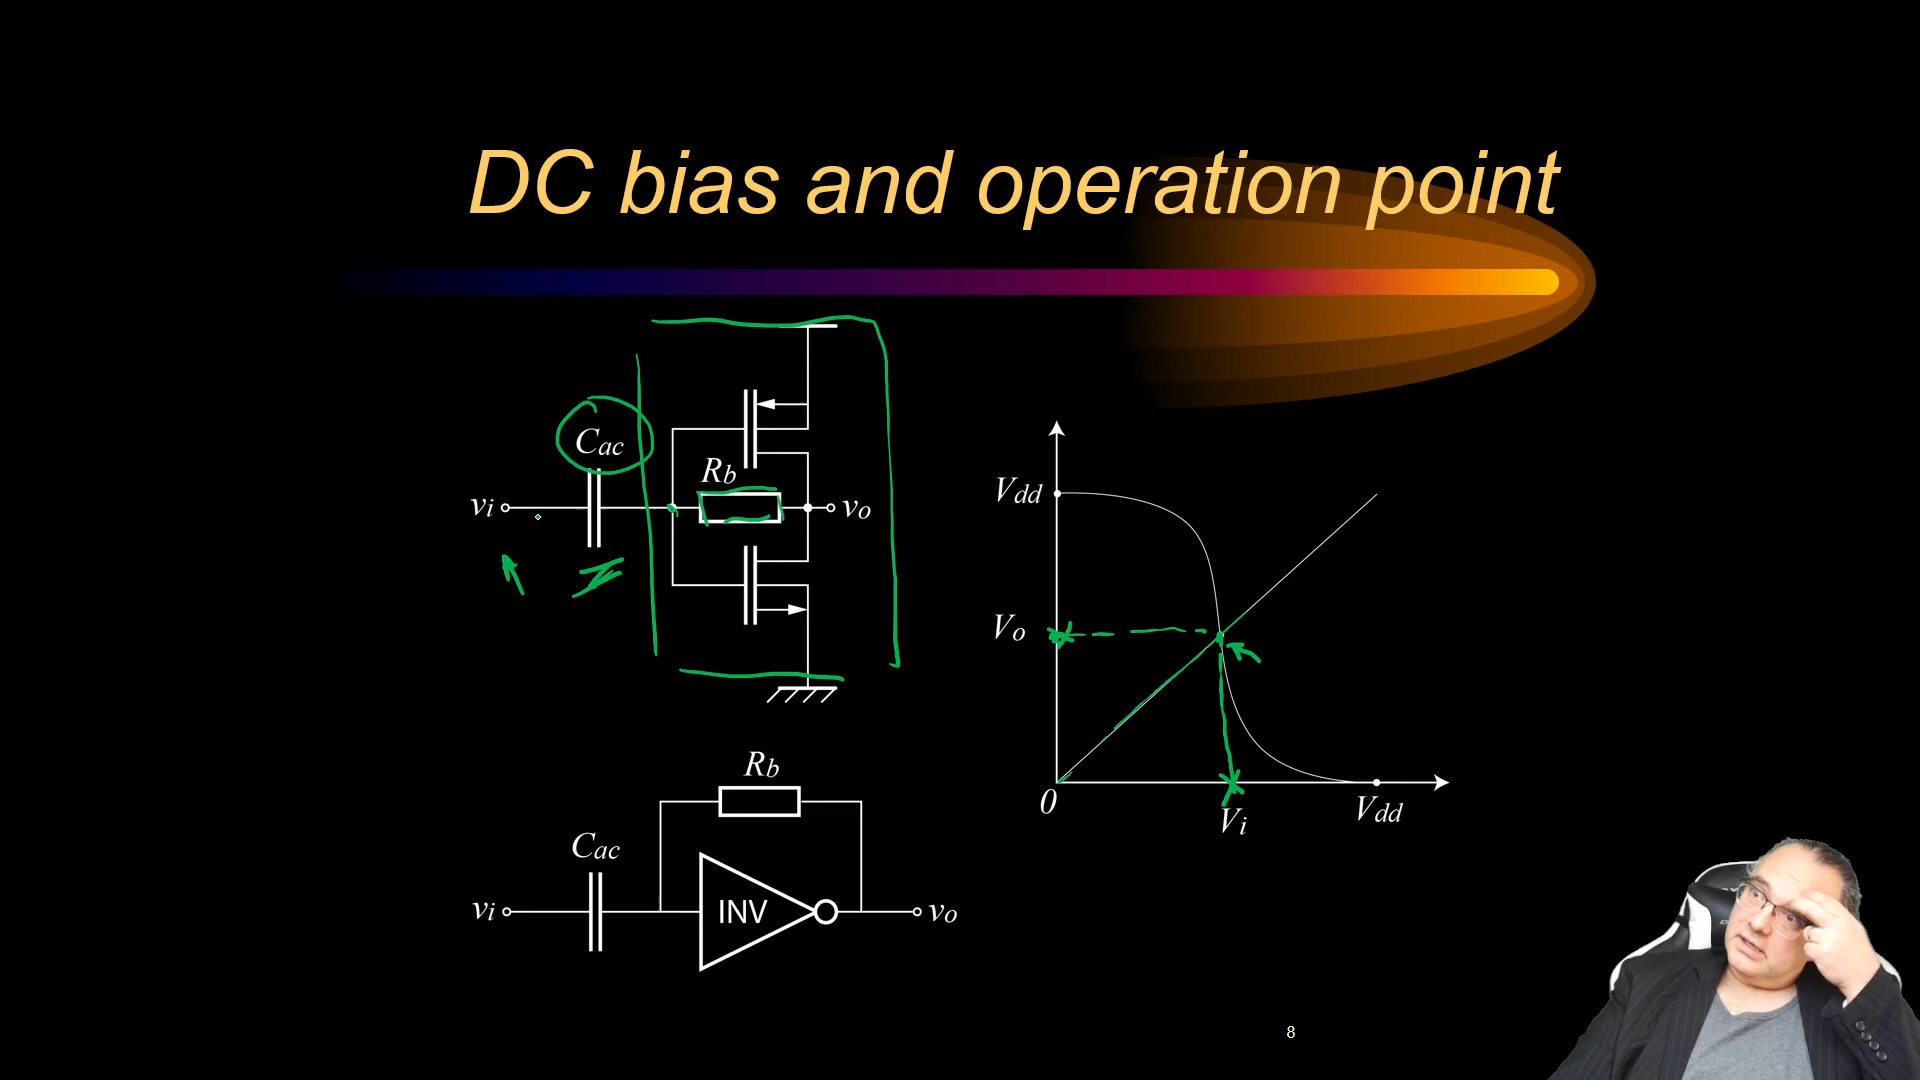 DC bias and operation point
Cac
Rb
vi
vo
Vdd
Vo
0
Vi
Vdd
Rb
Cac
vi
INV
vo
8